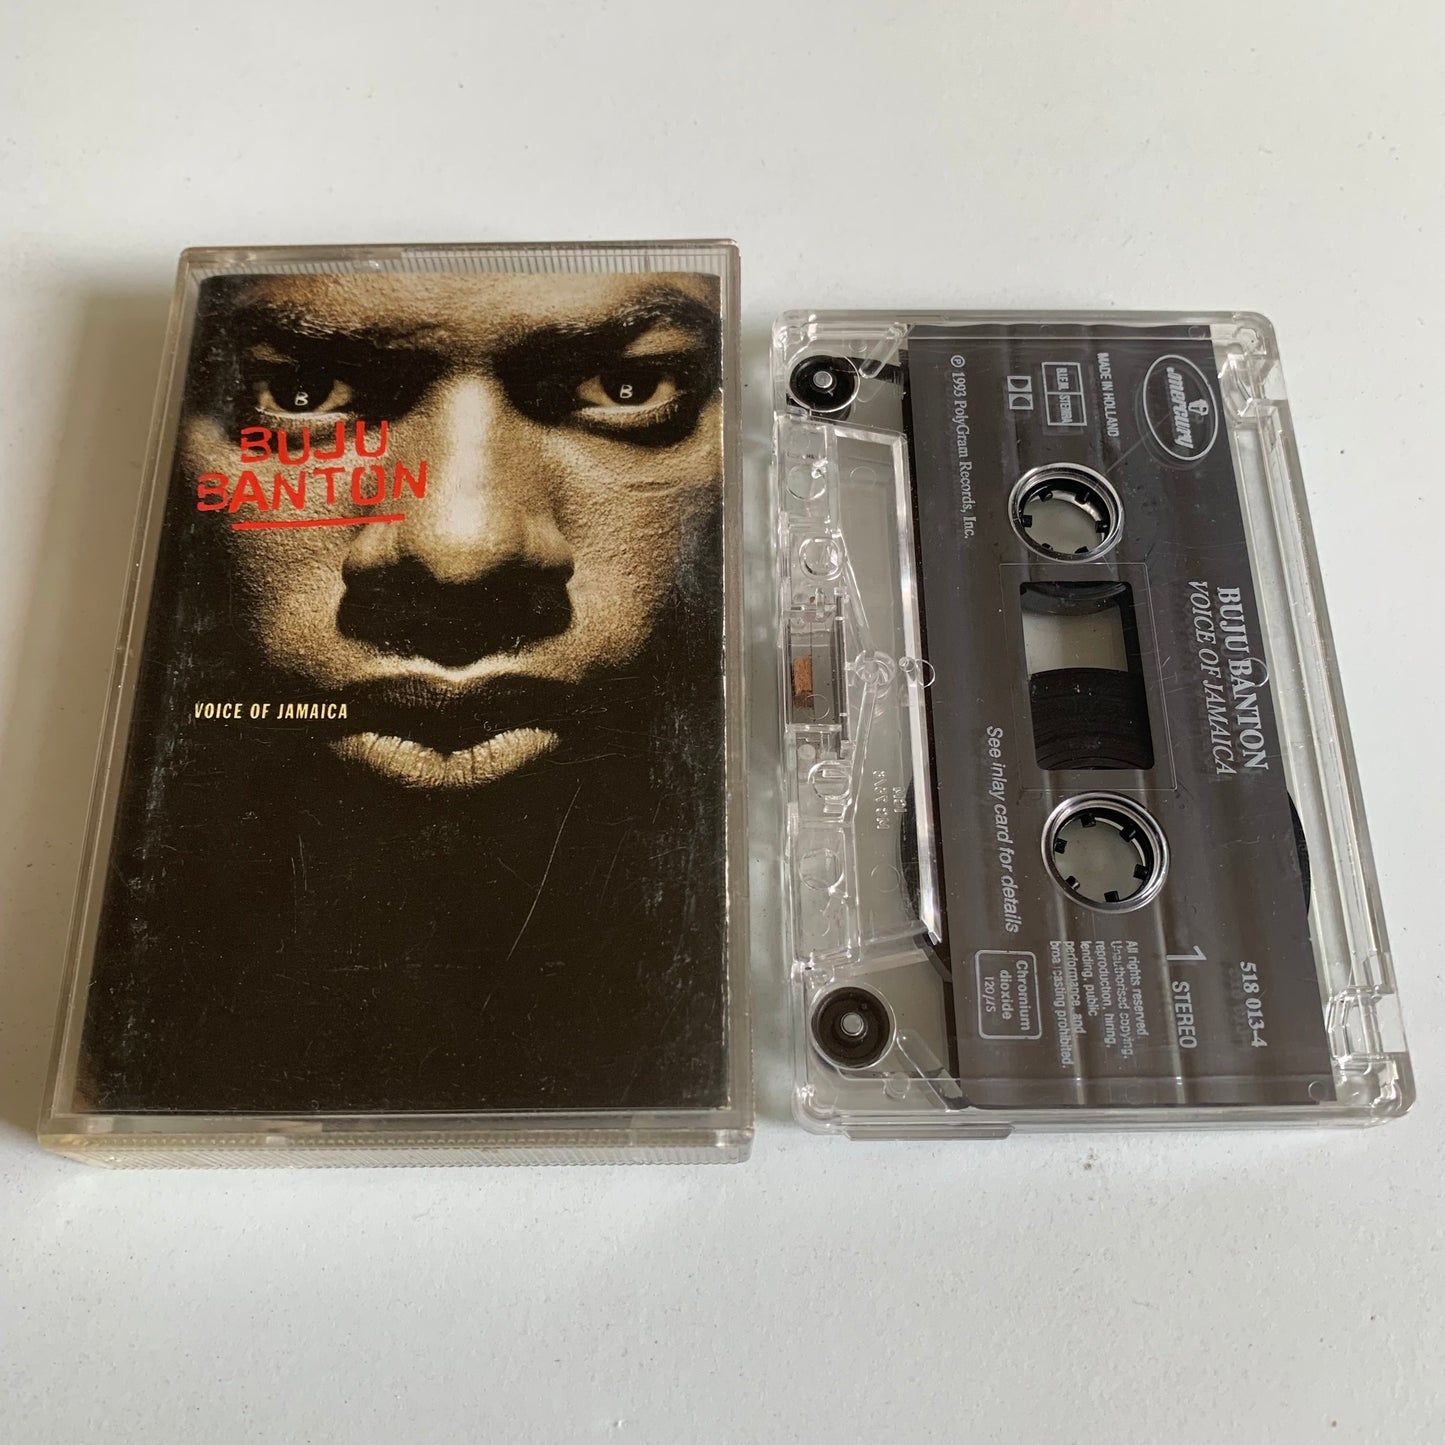 B
B
BUJU
BANTON
VOICE OF JAMAICA
mercury
MADE IN HOLLAND
B.I.E.M. STEMRA
℗ 1993 PolyGram Records, Inc.
BUJU BANTON
VOICE OF JAMAICA
See inlay card for details
518 013-4
1 STEREO
All rights reserved
Unauthorised copying,
reproduction, hiring,
lending, public
performance and
broadcasting prohibited.
Chromium
dioxide
120μS